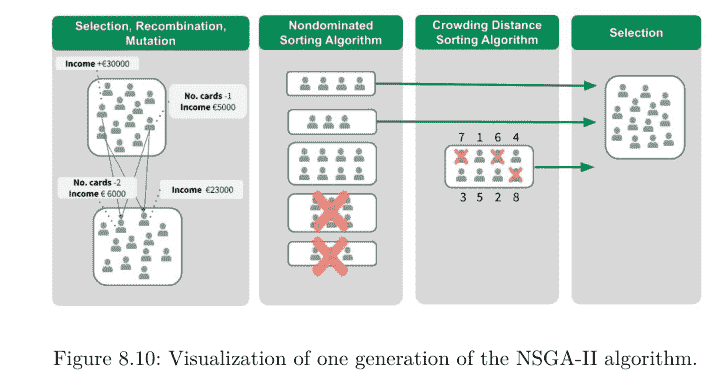 Selection, Recombination,
Mutation
Nondominated
Sorting Algorithm
Crowding Distance
Sorting Algorithm
Selection
Income +€30000
No. cards -1
Income €5000
No. cards -2
Income € 6000
Income €23000
7 1 6 4
3 5 2 8
Figure 8.10: Visualization of one generation of the NSGA-II algorithm.